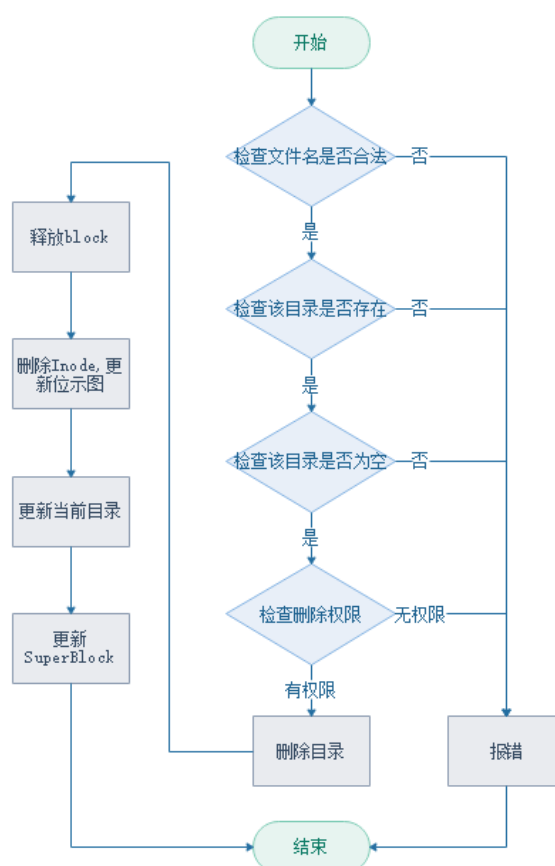 开始
检查文件名是否合法
否
是
检查该目录是否存在
否
是
检查该目录是否为空
否
是
检查删除权限
无权限
有权限
删除目录
报错
释放block
删除Inode,更
新位示图
更新当前目录
更新
SuperBlock
结束